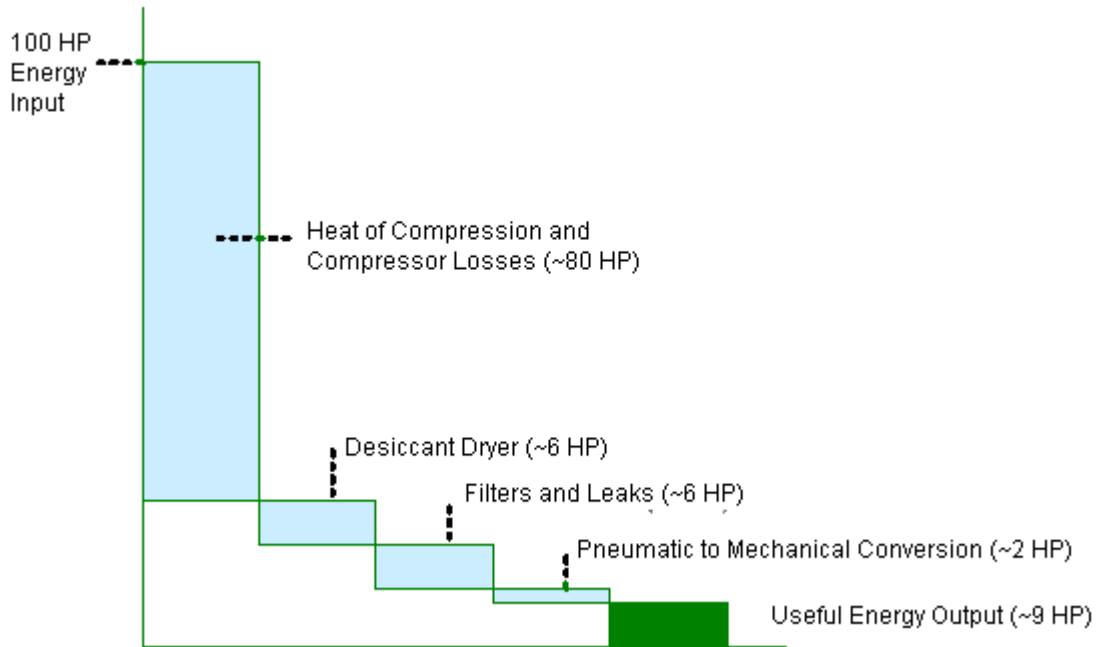 100 HP
Energy
Input
Heat of Compression and
Compressor Losses (~80 HP)
Desiccant Dryer (~6 HP)
Filters and Leaks (~6 HP)
Pneumatic to Mechanical Conversion (~2 HP)
Useful Energy Output (~9 HP)